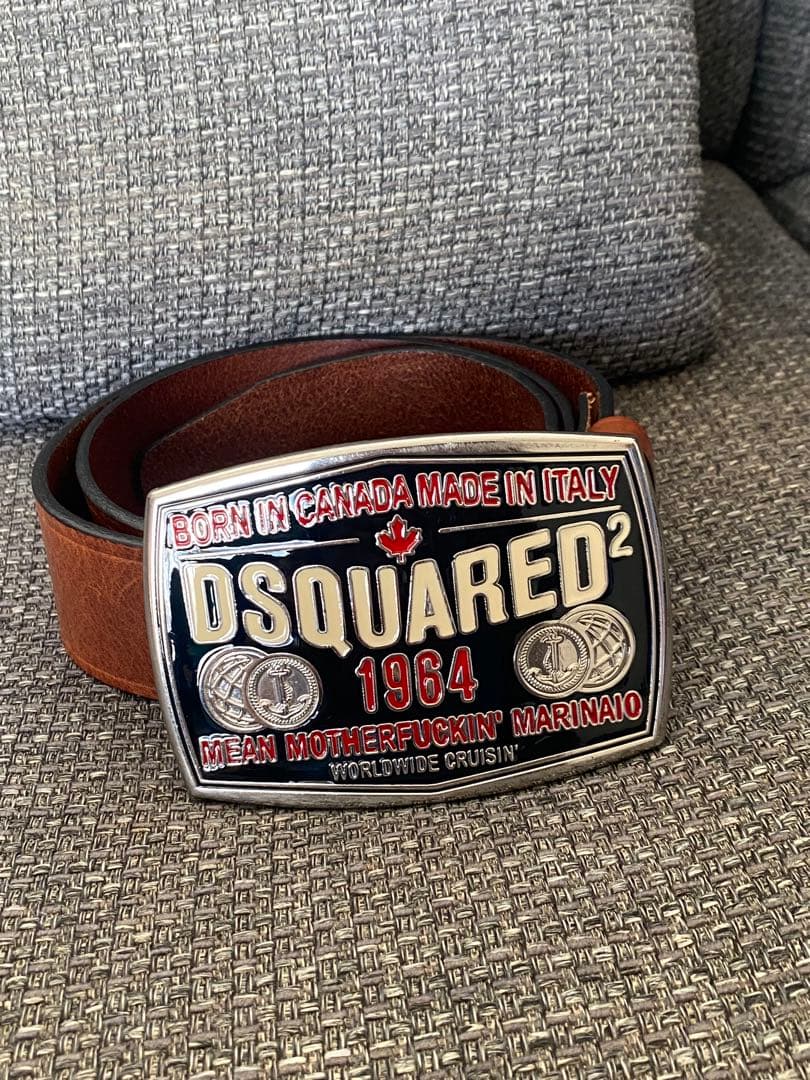 BORN IN CANADA MADE IN ITALY
DSQUARED²
1964
MEAN MOTHERFUCKIN' MARINAIO
WORLDWIDE CRUISIN'